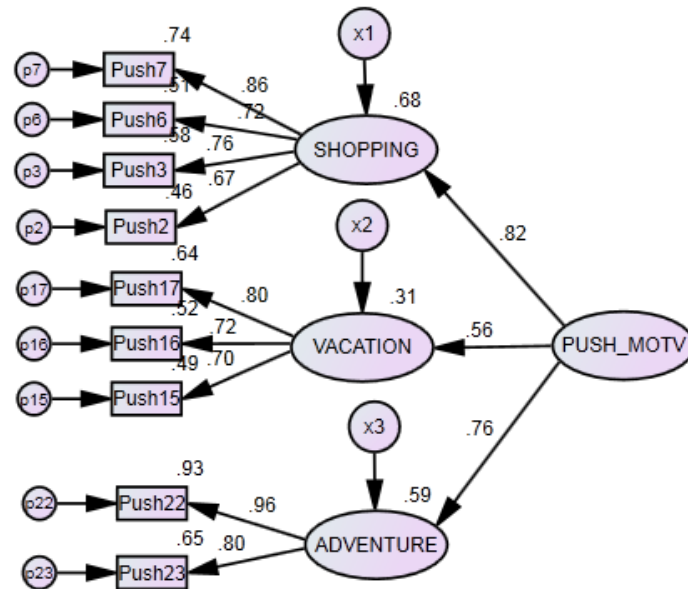 x1
.74
p7
Push7
.86
.68
.51
p6
Push6
.72
SHOPPING
.58
p3
Push3
.76
.67
.46
p2
Push2
x2
.82
.64
p17
Push17
.80
.31
.52
p16
Push16
.72
VACATION
.56
PUSH_MOTV
.49
.70
p15
Push15
x3
.76
.93
p22
Push22
.96
.59
.65
.80
ADVENTURE
p23
Push23